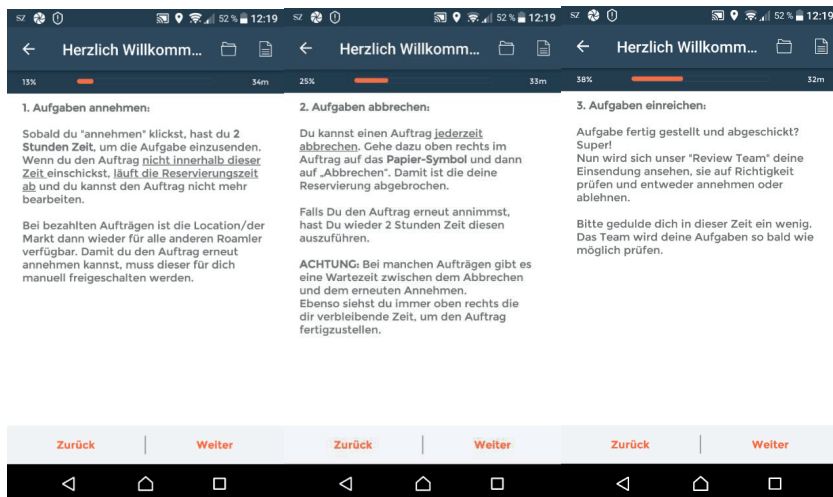 SZ 52 % 12:19
Herzlich Willkomm...
13% 34m
1. Aufgaben annehmen:
Sobald du "annehmen" klickst, hast du 2
Stunden Zeit, um die Aufgabe einzusenden.
Wenn du den Auftrag nicht innerhalb dieser
Zeit einschickst, läuft die Reservierungszeit
ab und du kannst den Auftrag nicht mehr
bearbeiten.
Bei bezahlten Aufträgen ist die Location/der
Markt dann wieder für alle anderen Roamler
verfügbar. Damit du den Auftrag erneut
annehmen kannst, muss dieser für dich
manuell freigeschalten werden.
Zurück Weiter
SZ 52 % 12:19
Herzlich Willkomm...
25% 33m
2. Aufgaben abbrechen:
Du kannst einen Auftrag jederzeit
abbrechen. Gehe dazu oben rechts im
Auftrag auf das Papier-Symbol und dann
auf „Abbrechen". Damit ist die deine
Reservierung abgebrochen.
Falls Du den Auftrag erneut annimmst,
hast Du wieder 2 Stunden Zeit diesen
auszuführen.
ACHTUNG: Bei manchen Aufträgen gibt es
eine Wartezeit zwischen dem Abbrechen
und dem erneuten Annehmen.
Ebenso siehst du immer oben rechts die
dir verbleibende Zeit, um den Auftrag
fertigzustellen.
Zurück Weiter
SZ 52 % 12:19
Herzlich Willkomm...
38% 32m
3. Aufgaben einreichen:
Aufgabe fertig gestellt und abgeschickt?
Super!
Nun wird sich unser "Review Team" deine
Einsendung ansehen, sie auf Richtigkeit
prüfen und entweder annehmen oder
ablehnen.
Bitte gedulde dich in dieser Zeit ein wenig.
Das Team wird deine Aufgaben so bald wie
möglich prüfen.
Zurück Weiter